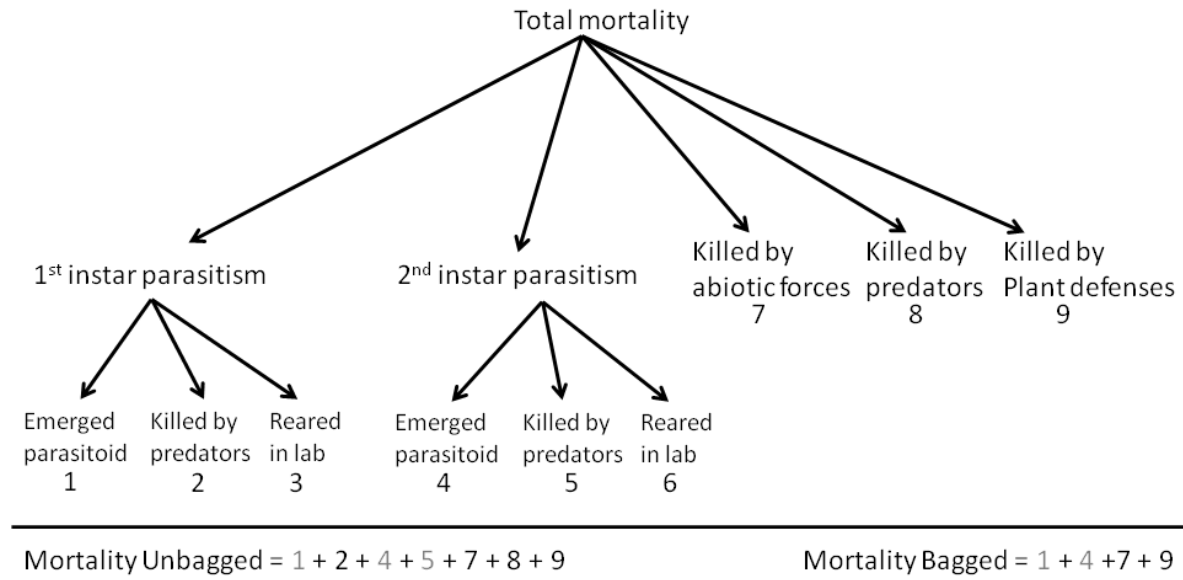 Total mortality
1st instar parasitism
2nd instar parasitism
Killed by
abiotic forces
7
Killed by
predators
8
Killed by
Plant defenses
9
Emerged
parasitoid
1
Killed by
predators
2
Reared
in lab
3
Emerged
parasitoid
4
Killed by
predators
5
Reared
in lab
6
Mortality Unbagged = 1 + 2 + 4 + 5 + 7 + 8 + 9
Mortality Bagged = 1 + 4 +7 + 9